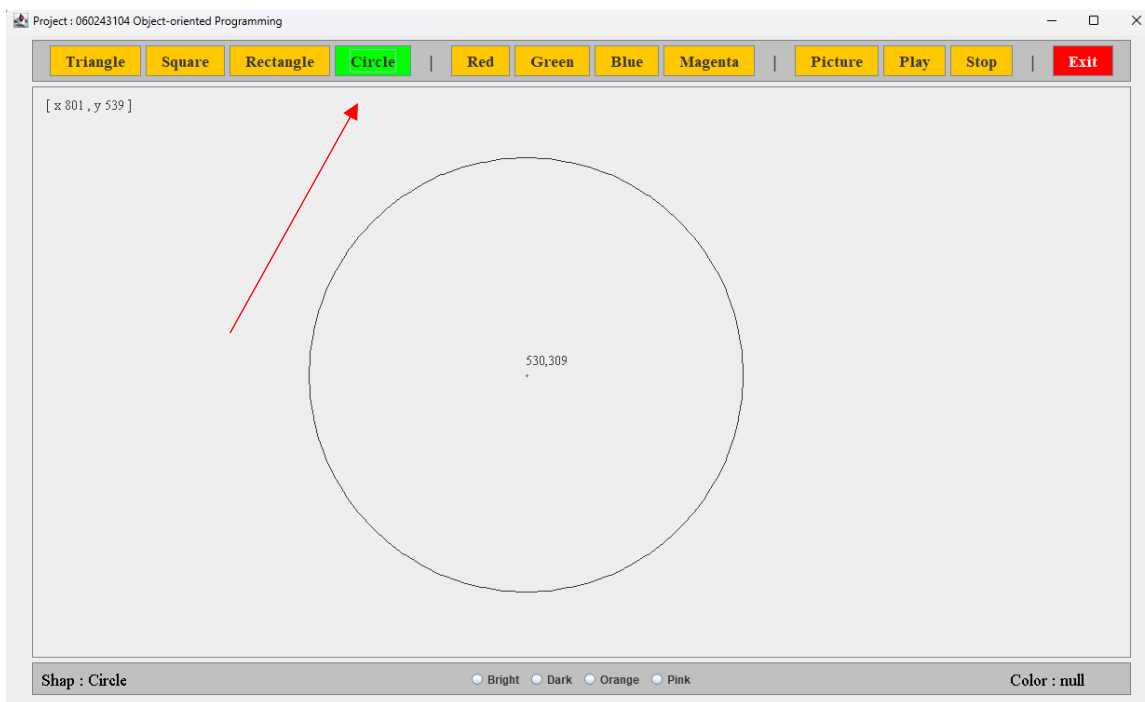 Project : 060243104 Object-oriented Programming
Triangle Square Rectangle Circle | Red Green Blue Magenta | Picture Play Stop | Exit
[ x 801 , y 539 ]
530,309
Shap : Circle Bright Dark Orange Pink Color : null